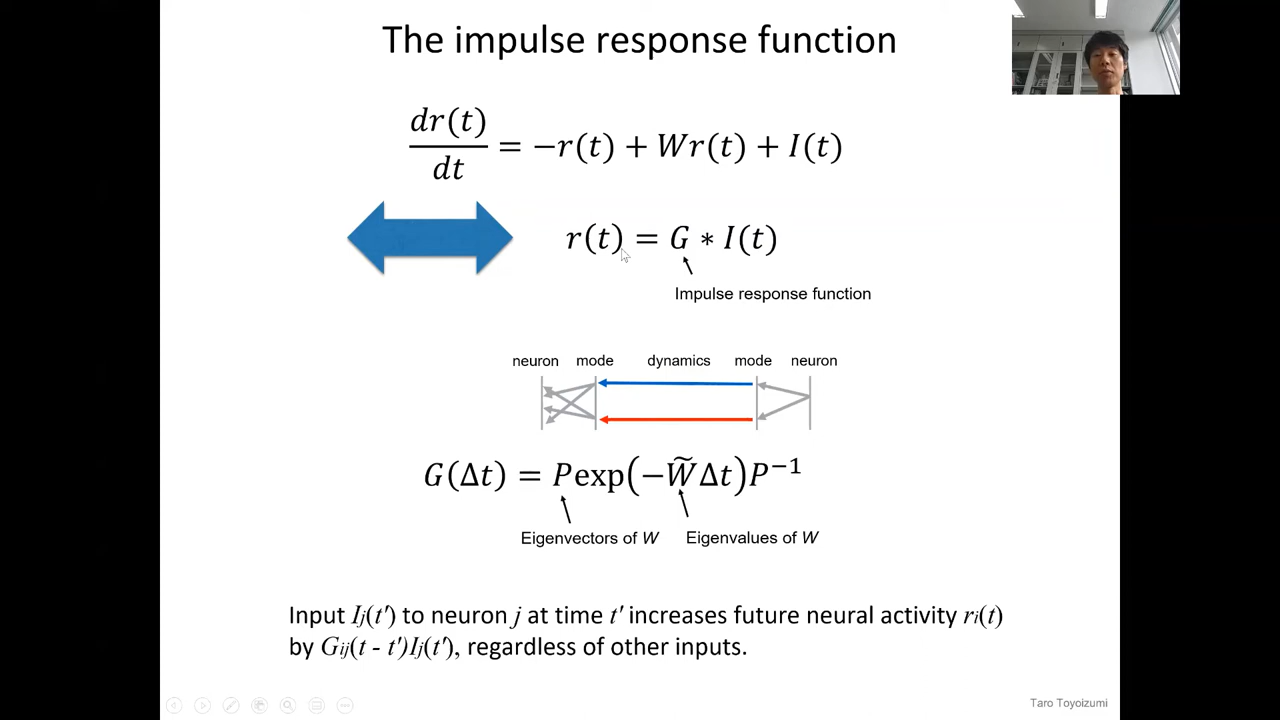 The impulse response function
dr(t)/dt = −r(t) + Wr(t) + I(t)
r(t) = G ∗ I(t)
Impulse response function
neuron mode dynamics mode neuron
G(Δt) = Pexp(−W̃Δt)P⁻¹
Eigenvectors of W Eigenvalues of W
Input Ij(t') to neuron j at time t' increases future neural activity ri(t)
by Gij(t - t')Ij(t'), regardless of other inputs.
Taro Toyoizumi